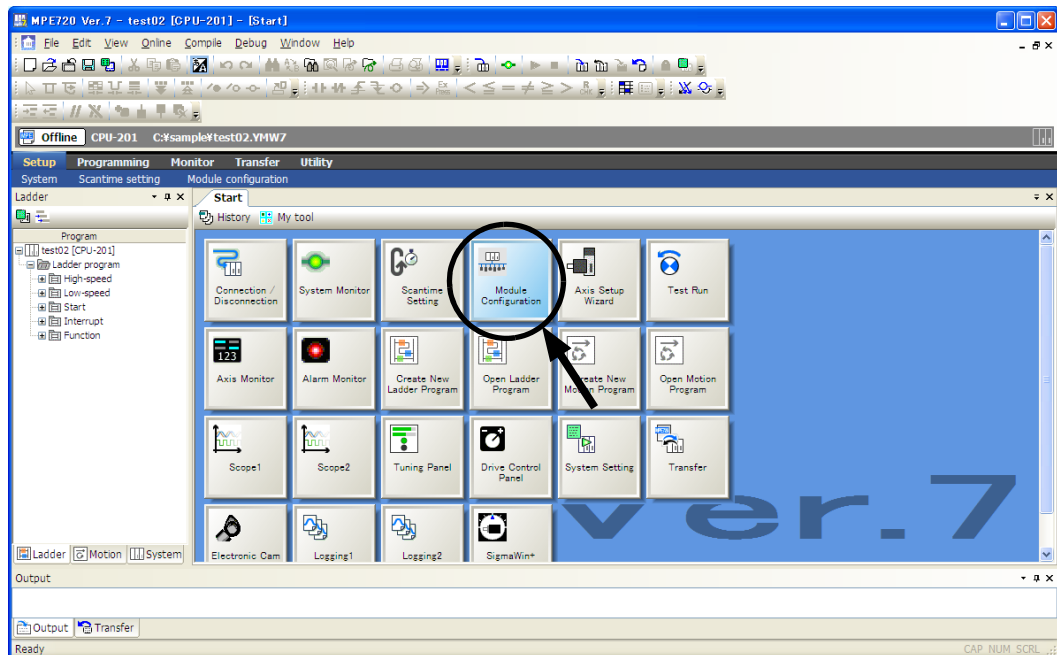 MPE720 Ver.7 - test02 [CPU-201] - [Start]
File Edit View Online Compile Debug Window Help
Offline CPU-201 C:¥sample¥test02.YMW7
Setup Programming Monitor Transfer Utility
System Scantime setting Module configuration
Ladder
Start
History My tool
Program
test02 [CPU-201]
Ladder program
High-speed
Low-speed
Start
Interrupt
Function
Connection / Disconnection
System Monitor
Scantime Setting
Module Configuration
Axis Setup Wizard
Test Run
Axis Monitor
Alarm Monitor
Create New Ladder Program
Open Ladder Program
Create New Motion Program
Open Motion Program
Scope1
Scope2
Tuning Panel
Drive Control Panel
System Setting
Transfer
Electronic Cam
Logging1
Logging2
SigmaWin+
ver.7
Ladder Motion System
Output
Output Transfer
Ready
CAP NUM SCRL